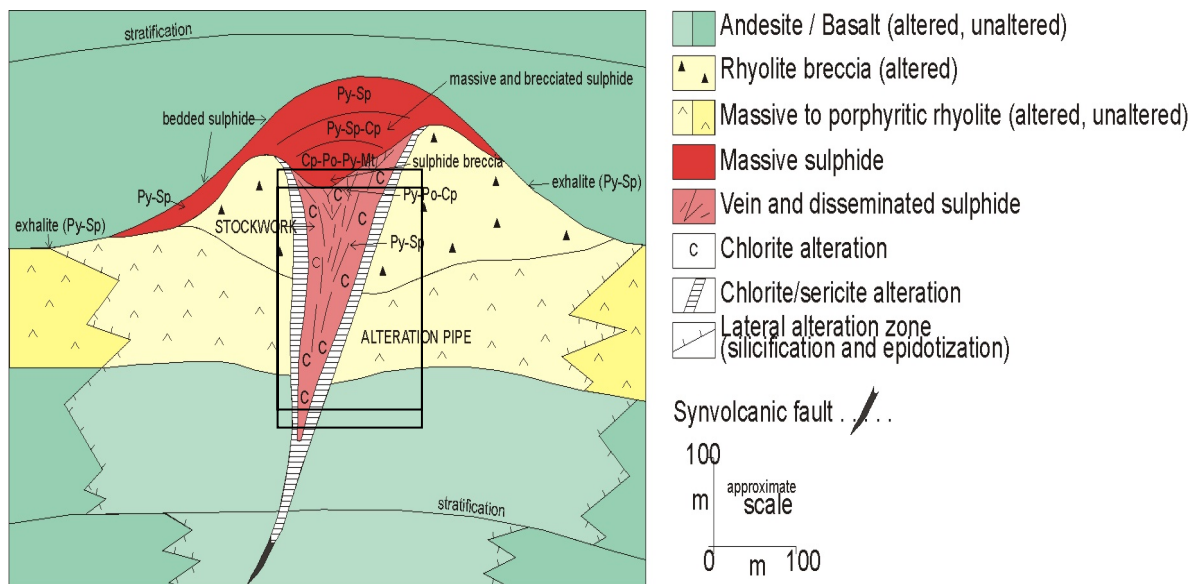 stratification
massive and brecciated sulphide
Py-Sp
bedded sulphide
Py-Sp-Cp
Cp-Po-Py-Mt
sulphide breccia
C
Py-Sp
C
Py-Po-Cp
exhalite (Py-Sp)
C
C
exhalite (Py-Sp)
STOCKWORK
Py-Sp
C
C
ALTERATION PIPE
C
C
C
stratification
Andesite / Basalt (altered, unaltered)
Rhyolite breccia (altered)
Massive to porphyritic rhyolite (altered, unaltered)
Massive sulphide
Vein and disseminated sulphide
C
Chlorite alteration
Chlorite/sericite alteration
Lateral alteration zone
(silicification and epidotization)
Synvolcanic fault . . . . .
100
m
approximate
scale
0
m
100